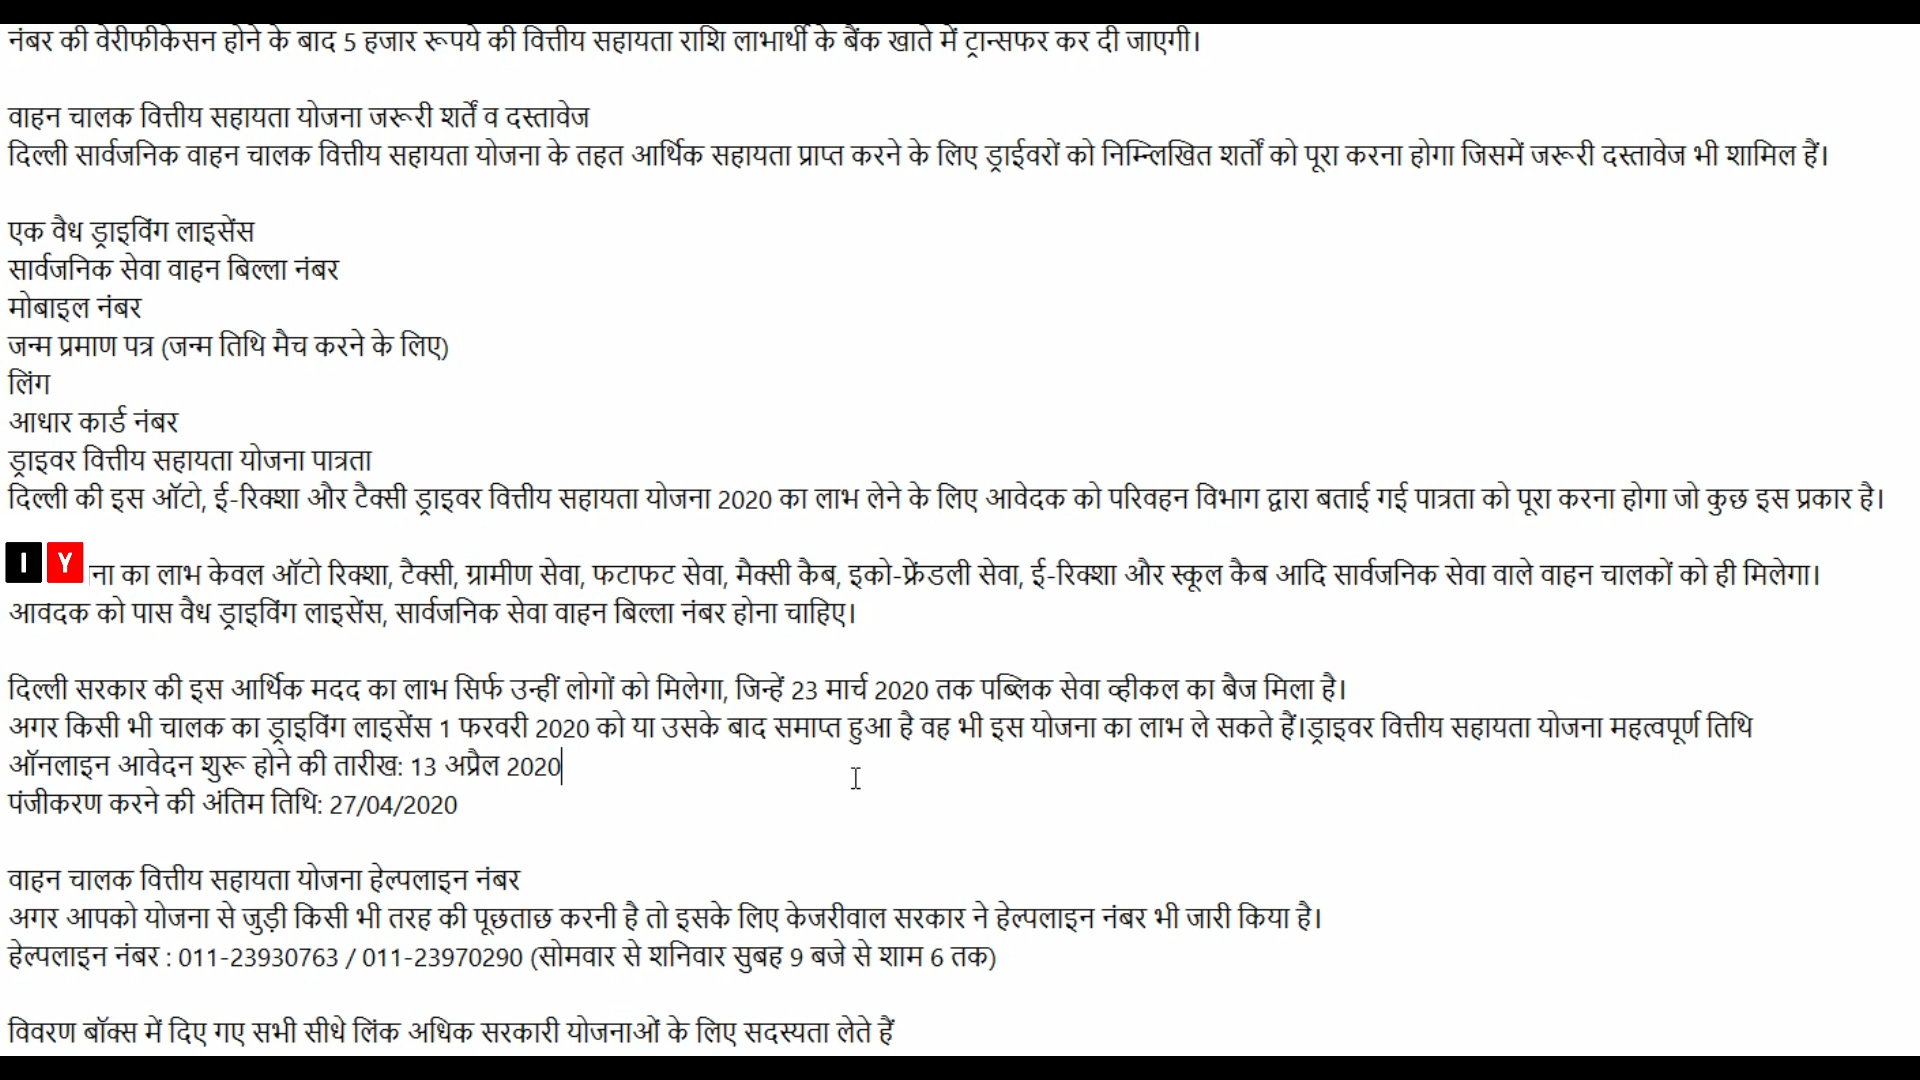 नंबर की वेरीफीकेसन होने के बाद 5 हजार रूपये की वित्तीय सहायता राशि लाभार्थी के बैंक खाते में ट्रान्सफर कर दी जाएगी।
वाहन चालक वित्तीय सहायता योजना जरूरी शर्तें व दस्तावेज
दिल्ली सार्वजनिक वाहन चालक वित्तीय सहायता योजना के तहत आर्थिक सहायता प्राप्त करने के लिए ड्राईवरों को निम्न्लिखित शर्तों को पूरा करना होगा जिसमें जरूरी दस्तावेज भी शामिल हैं।
एक वैध ड्राइविंग लाइसेंस
सार्वजनिक सेवा वाहन बिल्ला नंबर
मोबाइल नंबर
जन्म प्रमाण पत्र (जन्म तिथि मैच करने के लिए)
लिंग
आधार कार्ड नंबर
ड्राइवर वित्तीय सहायता योजना पात्रता
दिल्ली की इस ऑटो, ई-रिक्शा और टैक्सी ड्राइवर वित्तीय सहायता योजना 2020 का लाभ लेने के लिए आवेदक को परिवहन विभाग द्वारा बताई गई पात्रता को पूरा करना होगा जो कुछ इस प्रकार है।
I Y ना का लाभ केवल ऑटो रिक्शा, टैक्सी, ग्रामीण सेवा, फटाफट सेवा, मैक्सी कैब, इको-फ्रेंडली सेवा, ई-रिक्शा और स्कूल कैब आदि सार्वजनिक सेवा वाले वाहन चालकों को ही मिलेगा।
आवदक को पास वैध ड्राइविंग लाइसेंस, सार्वजनिक सेवा वाहन बिल्ला नंबर होना चाहिए।
दिल्ली सरकार की इस आर्थिक मदद का लाभ सिर्फ उन्हीं लोगों को मिलेगा, जिन्हें 23 मार्च 2020 तक पब्लिक सेवा व्हीकल का बैज मिला है।
अगर किसी भी चालक का ड्राइविंग लाइसेंस 1 फरवरी 2020 को या उसके बाद समाप्त हुआ है वह भी इस योजना का लाभ ले सकते हैं।ड्राइवर वित्तीय सहायता योजना महत्वपूर्ण तिथि
ऑनलाइन आवेदन शुरू होने की तारीख: 13 अप्रैल 2020
पंजीकरण करने की अंतिम तिथि: 27/04/2020
वाहन चालक वित्तीय सहायता योजना हेल्पलाइन नंबर
अगर आपको योजना से जुड़ी किसी भी तरह की पूछताछ करनी है तो इसके लिए केजरीवाल सरकार ने हेल्पलाइन नंबर भी जारी किया है।
हेल्पलाइन नंबर : 011-23930763 / 011-23970290 (सोमवार से शनिवार सुबह 9 बजे से शाम 6 तक)
विवरण बॉक्स में दिए गए सभी सीधे लिंक अधिक सरकारी योजनाओं के लिए सदस्यता लेते हैं